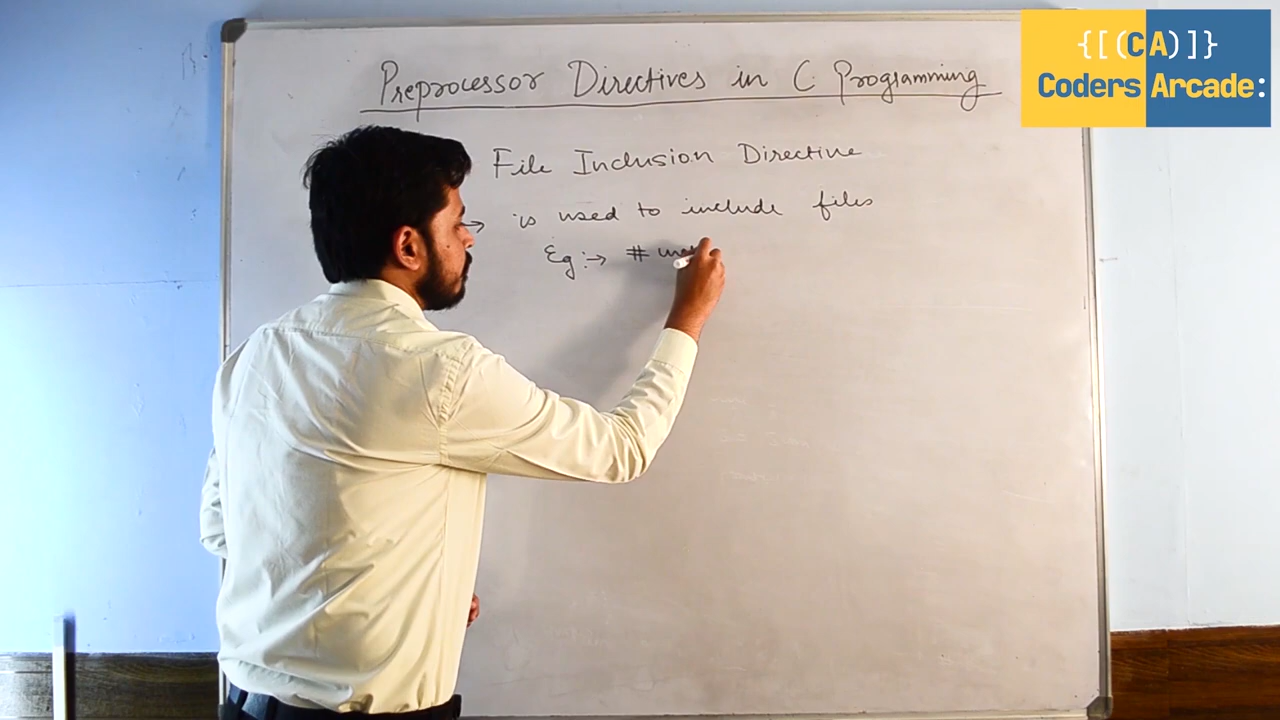 {[(CA)]}
Coders Arcade:
Preprocessor Directives in C Programming
File Inclusion Directive
→ is used to include files
Eg:→ #